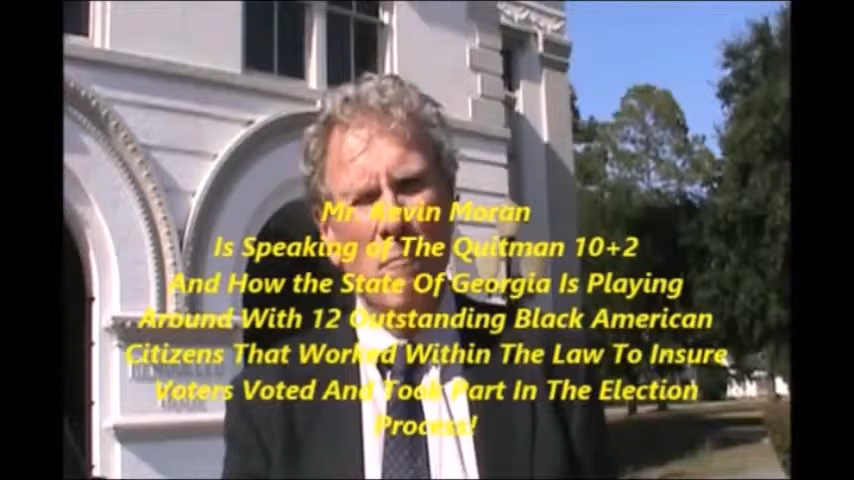 Mr. Kevin Moran
Is Speaking of The Quitman 10+2
And How the State Of Georgia Is Playing
Around With 12 Outstanding Black American
Citizens That Worked Within The Law To Insure
Voters Voted And Took Part In The Election
Process!